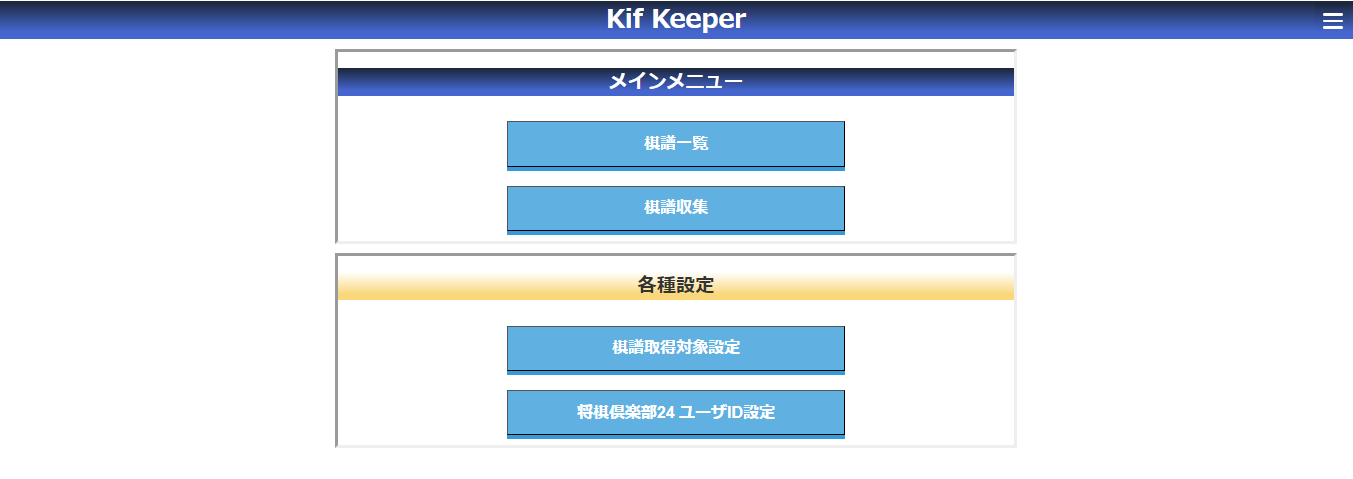 Kif Keeper
メインメニュー
棋譜一覧
棋譜収集
各種設定
棋譜取得対象設定
将棋倶楽部24 ユーザID設定